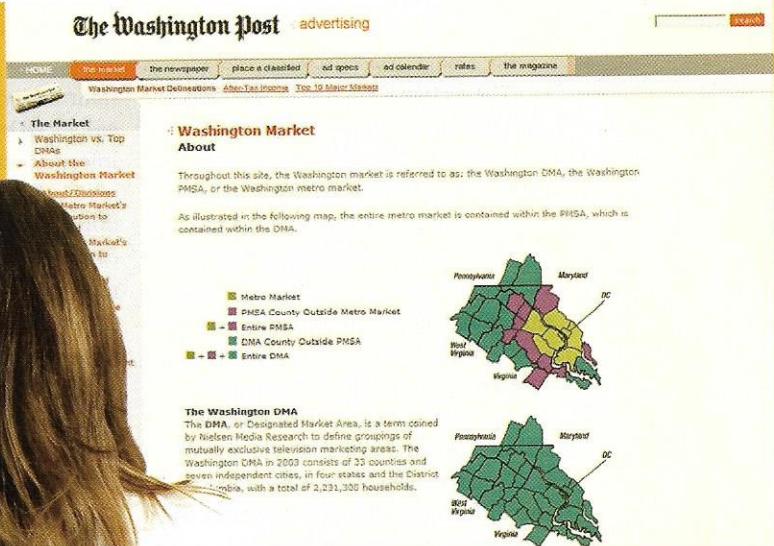 The Washington Post advertising
search
HOME the market the newspaper place a classified ad specs ad calendar rates the magazine
Washington Market Delineations After-Tax Income Top 10 Major Markets
The Market
Washington vs. Top
DMAs
About the
Washington Market
About/Divisions
Metro Market's
Market's
Washington Market
About
Throughout this site, the Washington market is referred to as: the Washington DMA, the Washington
PMSA, or the Washington metro market.
As illustrated in the following map, the entire metro market is contained within the PMSA, which is
contained within the DMA.
Metro Market
PMSA County Outside Metro Market
+ Entire PMSA
DMA County Outside PMSA
+ + Entire DMA
Pennsylvania
Maryland
DC
West
Virginia
Virginia
The Washington DMA
The DMA, or Designated Market Area, is a term coined
by Nielsen Media Research to define groupings of
mutually exclusive television marketing areas. The
Washington DMA in 2003 consists of 33 counties and
seven independent cities, in four states and the District
mbia, with a total of 2,231,300 households.
Pennsylvania
Maryland
DC
West
Virginia
Virginia